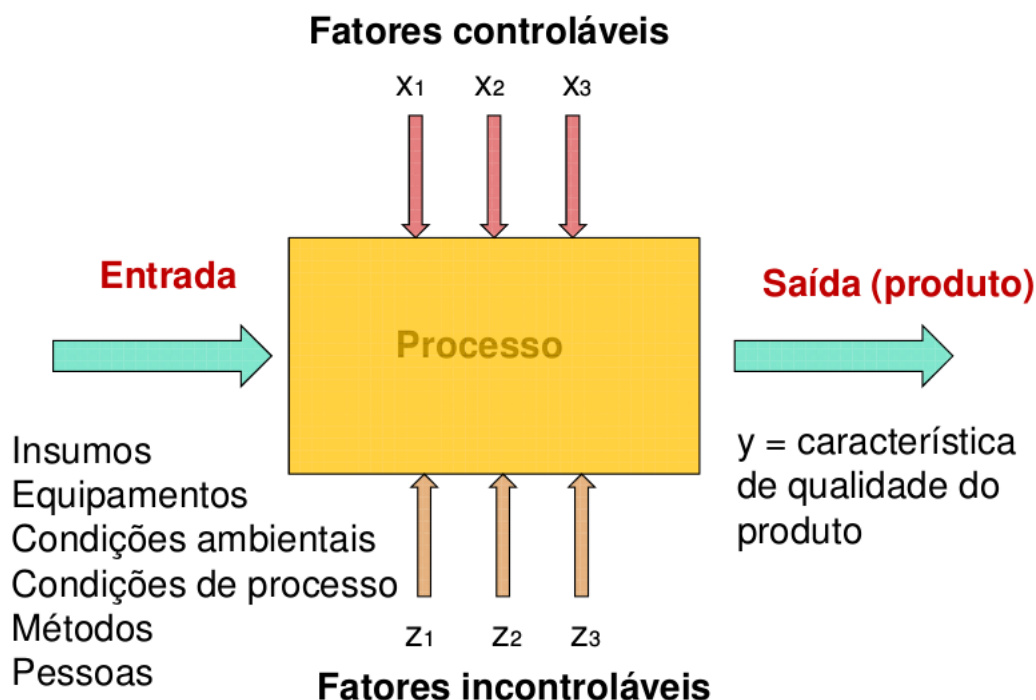 Fatores controláveis
x1 x2 x3
Entrada
Saída (produto)
Processo
Insumos
Equipamentos
Condições ambientais
Condições de processo
Métodos
Pessoas
y = característica
de qualidade do
produto
z1 z2 z3
Fatores incontroláveis